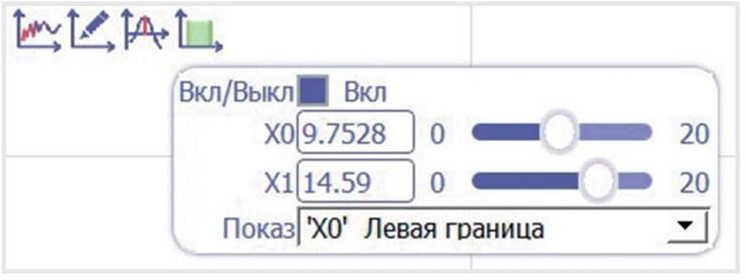 Вкл/Выкл Вкл
X0 9.7528 0 20
X1 14.59 0 20
Показ 'X0' Левая граница